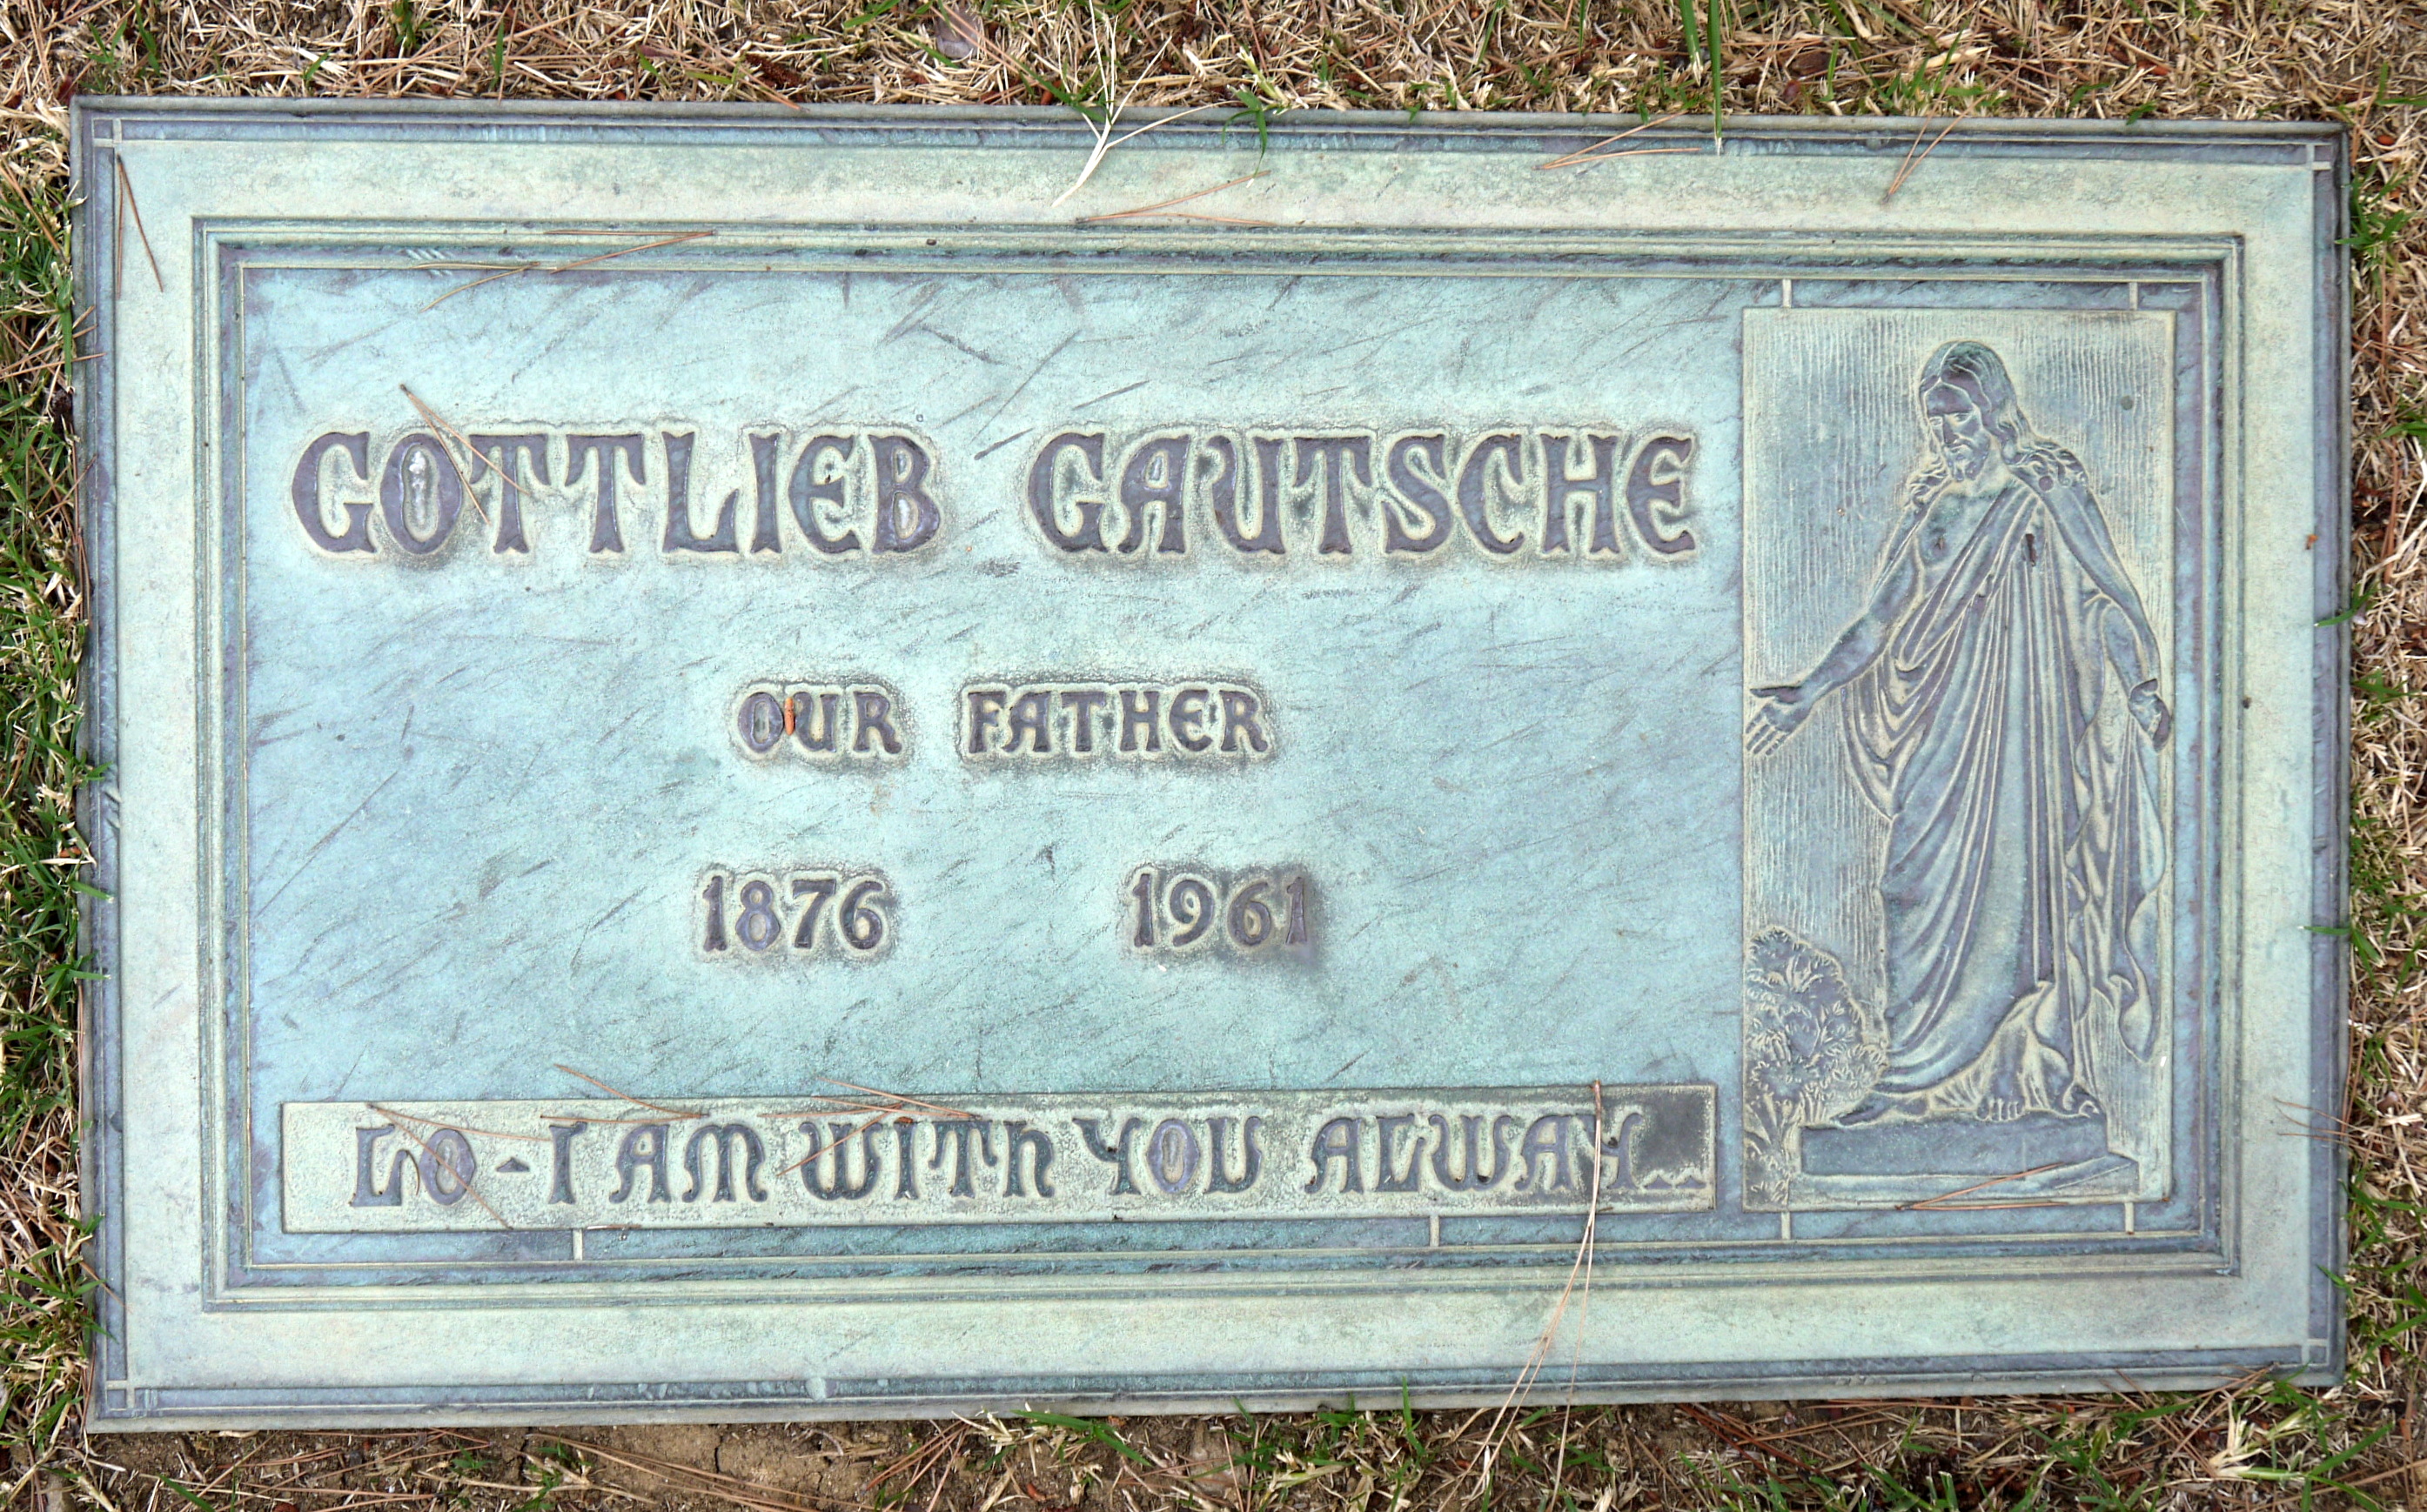 GOTTLIEB GAUTSCHE
OUR FATHER
1876 1961
LO-I AM WITH YOU ALWAY..